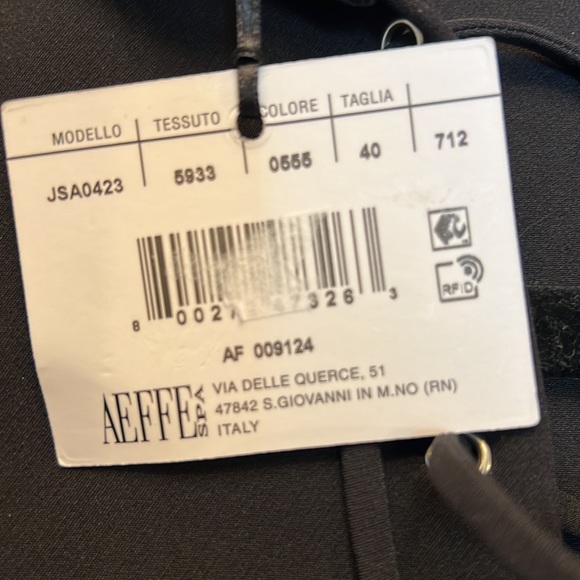 MODELLO TESSUTO COLORE TAGLIA
JSA0423 5933 0555 40 712
RFID
AF 009124
AEFFE SPA
VIA DELLE QUERCE, 51
47842 S.GIOVANNI IN M.NO (RN)
ITALY